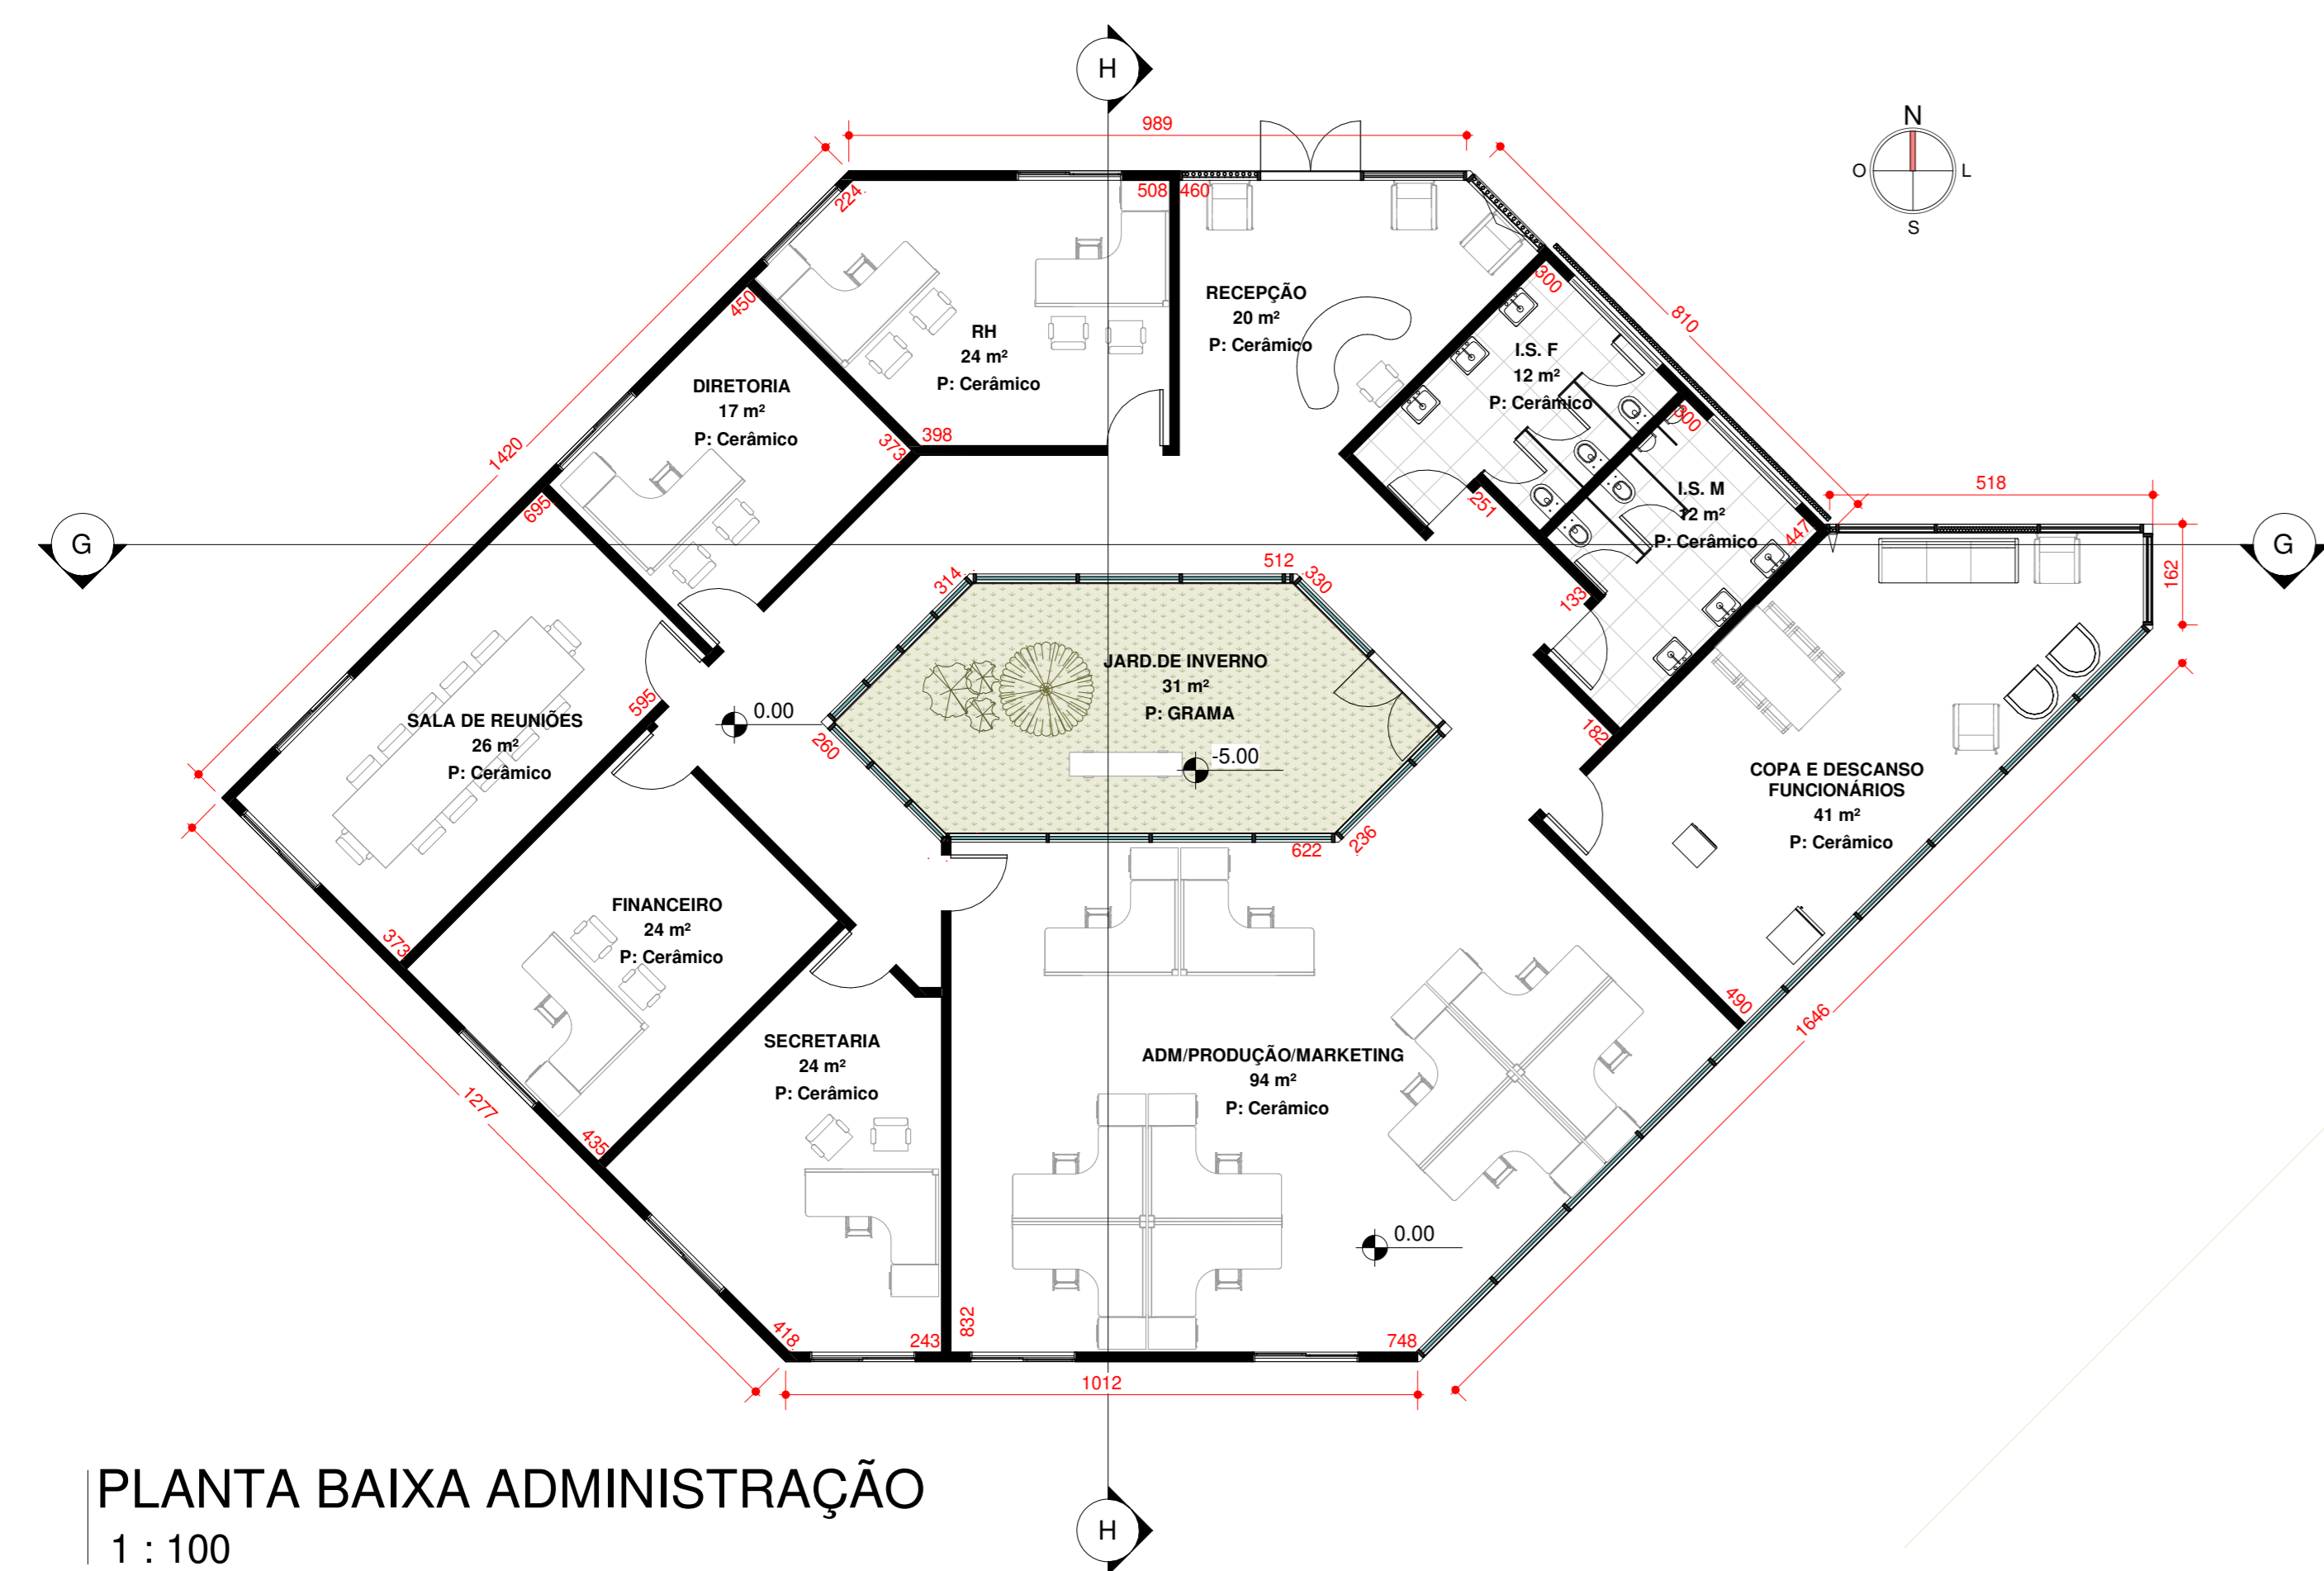 H
989
N
O
L
S
224
508
460
810
RECEPÇÃO
20 m²
P: Cerâmico
300
450
RH
24 m²
P: Cerâmico
I.S. F
12 m²
P: Cerâmico
DIRETORIA
17 m²
P: Cerâmico
300
1420
398
373
518
695
251
I.S. M
12 m²
P: Cerâmico
447
G
G
162
314
512
330
133
JARD.DE INVERNO
31 m²
P: GRAMA
0.00
-5.00
595
SALA DE REUNIÕES
26 m²
P: Cerâmico
260
182
COPA E DESCANSO
FUNCIONÁRIOS
41 m²
P: Cerâmico
622
236
FINANCEIRO
24 m²
P: Cerâmico
373
490
1646
SECRETARIA
24 m²
P: Cerâmico
ADM/PRODUÇÃO/MARKETING
94 m²
P: Cerâmico
1277
435
0.00
418
243
832
748
1012
PLANTA BAIXA ADMINISTRAÇÃO
1 : 100
H